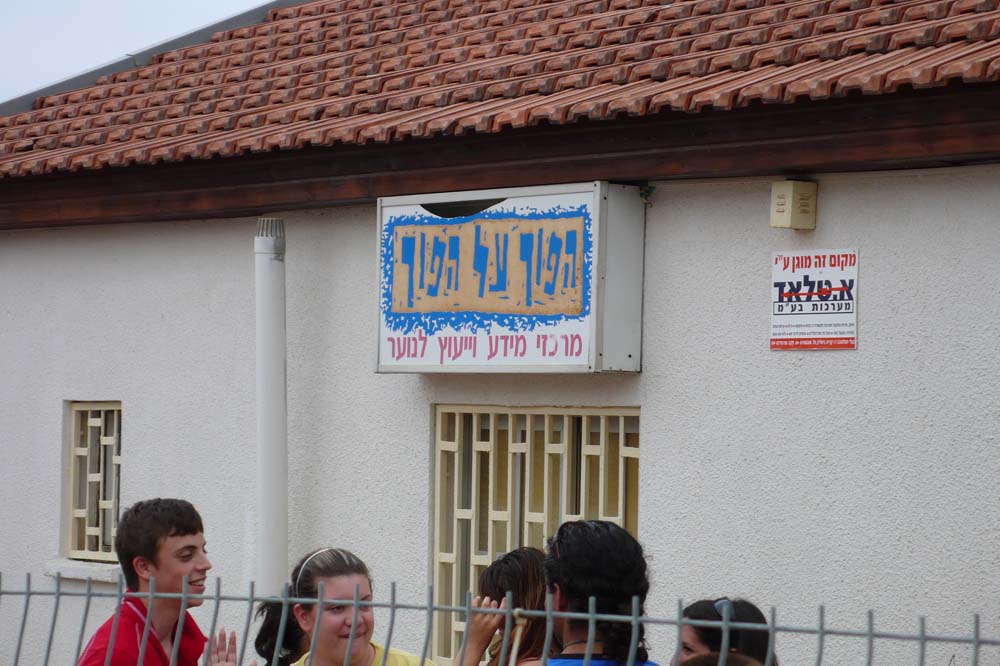 הפוך על הפוך
מרכזי מידע וייעוץ לנוער
מקום זה מוגן ע"י
א.טלאד
מערכות בע"מ